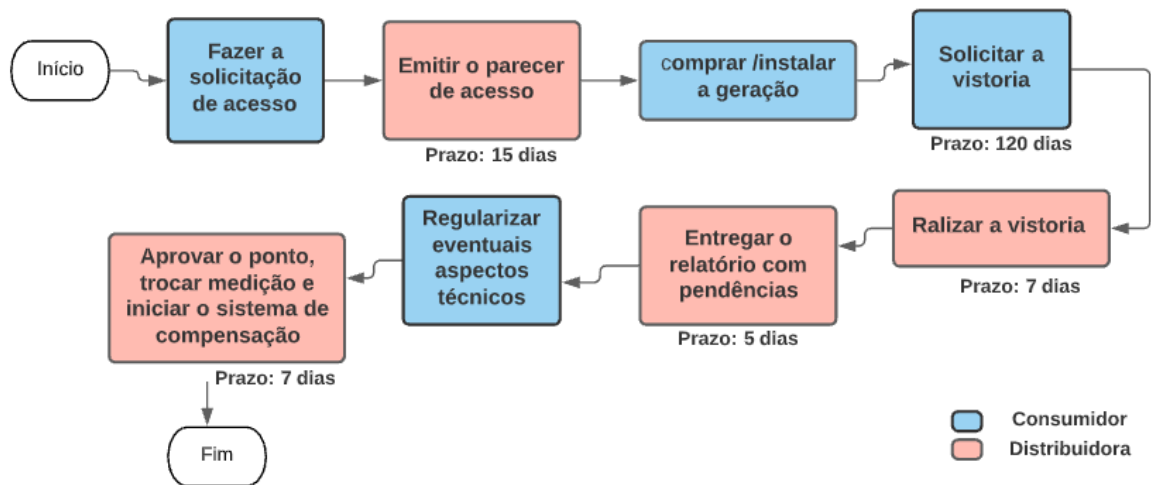 Início
Fazer a
solicitação
de acesso
Emitir o parecer
de acesso
Prazo: 15 dias
comprar /instalar
a geração
Solicitar a
vistoria
Prazo: 120 dias
Ralizar a vistoria
Prazo: 7 dias
Entregar o
relatório com
pendências
Prazo: 5 dias
Regularizar
eventuais
aspectos
técnicos
Aprovar o ponto,
trocar medição e
iniciar o sistema de
compensação
Prazo: 7 dias
Fim
Consumidor
Distribuidora